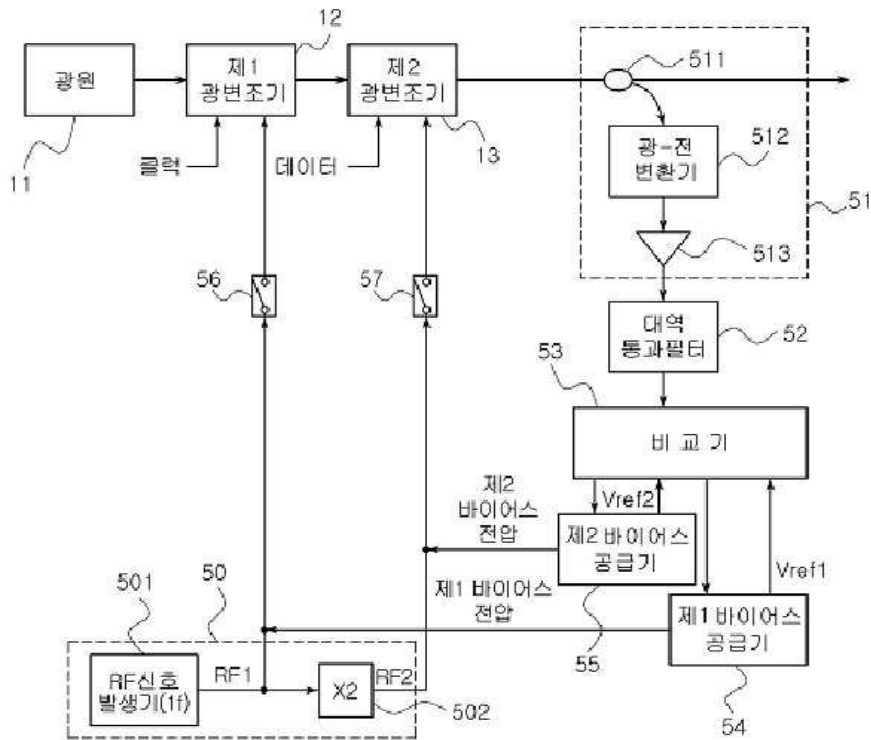 12
광원
제1
광변조기
제2
광변조기
511
11
클럭
데이터
13
광-전
변환기
512
51
513
56
57
대역
통과필터
52
53
비교기
제2
바이어스
전압
Vref2
제2 바이어스
공급기
Vref1
제1 바이어스
전압
제1 바이어스
공급기
55
54
501
50
RF신호
발생기(1f)
RF1
X2
RF2
502